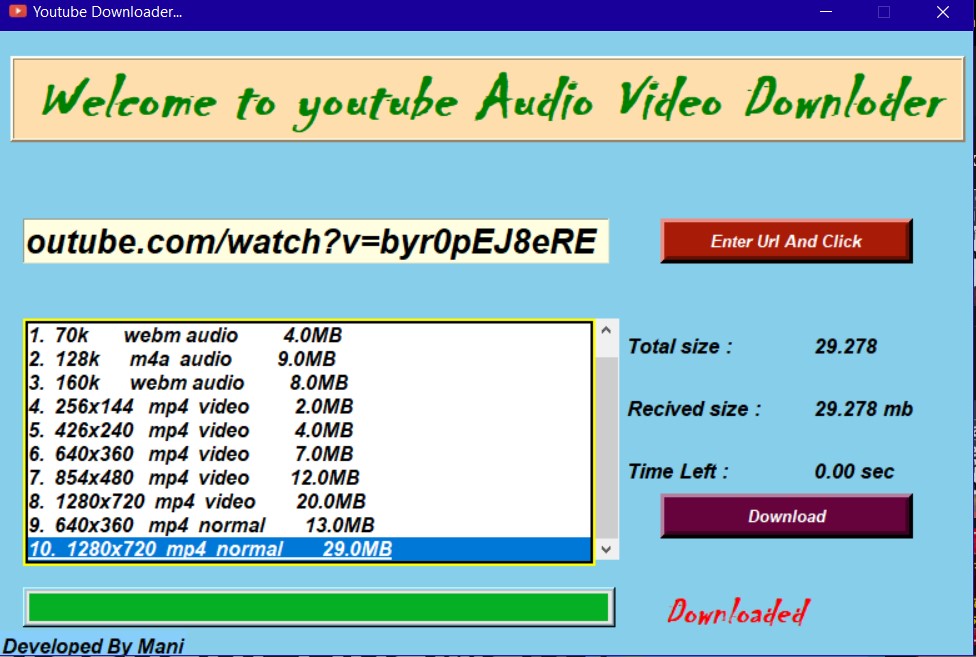 Youtube Downloader...
Welcome to youtube Audio Video Downloder
outube.com/watch?v=byr0pEJ8eRE
Enter Url And Click
1. 70k webm audio 4.0MB
2. 128k m4a audio 9.0MB
3. 160k webm audio 8.0MB
4. 256x144 mp4 video 2.0MB
5. 426x240 mp4 video 4.0MB
6. 640x360 mp4 video 7.0MB
7. 854x480 mp4 video 12.0MB
8. 1280x720 mp4 video 20.0MB
9. 640x360 mp4 normal 13.0MB
10. 1280x720 mp4 normal 29.0MB
Total size : 29.278
Recived size : 29.278 mb
Time Left : 0.00 sec
Download
Downloaded
Developed By Mani